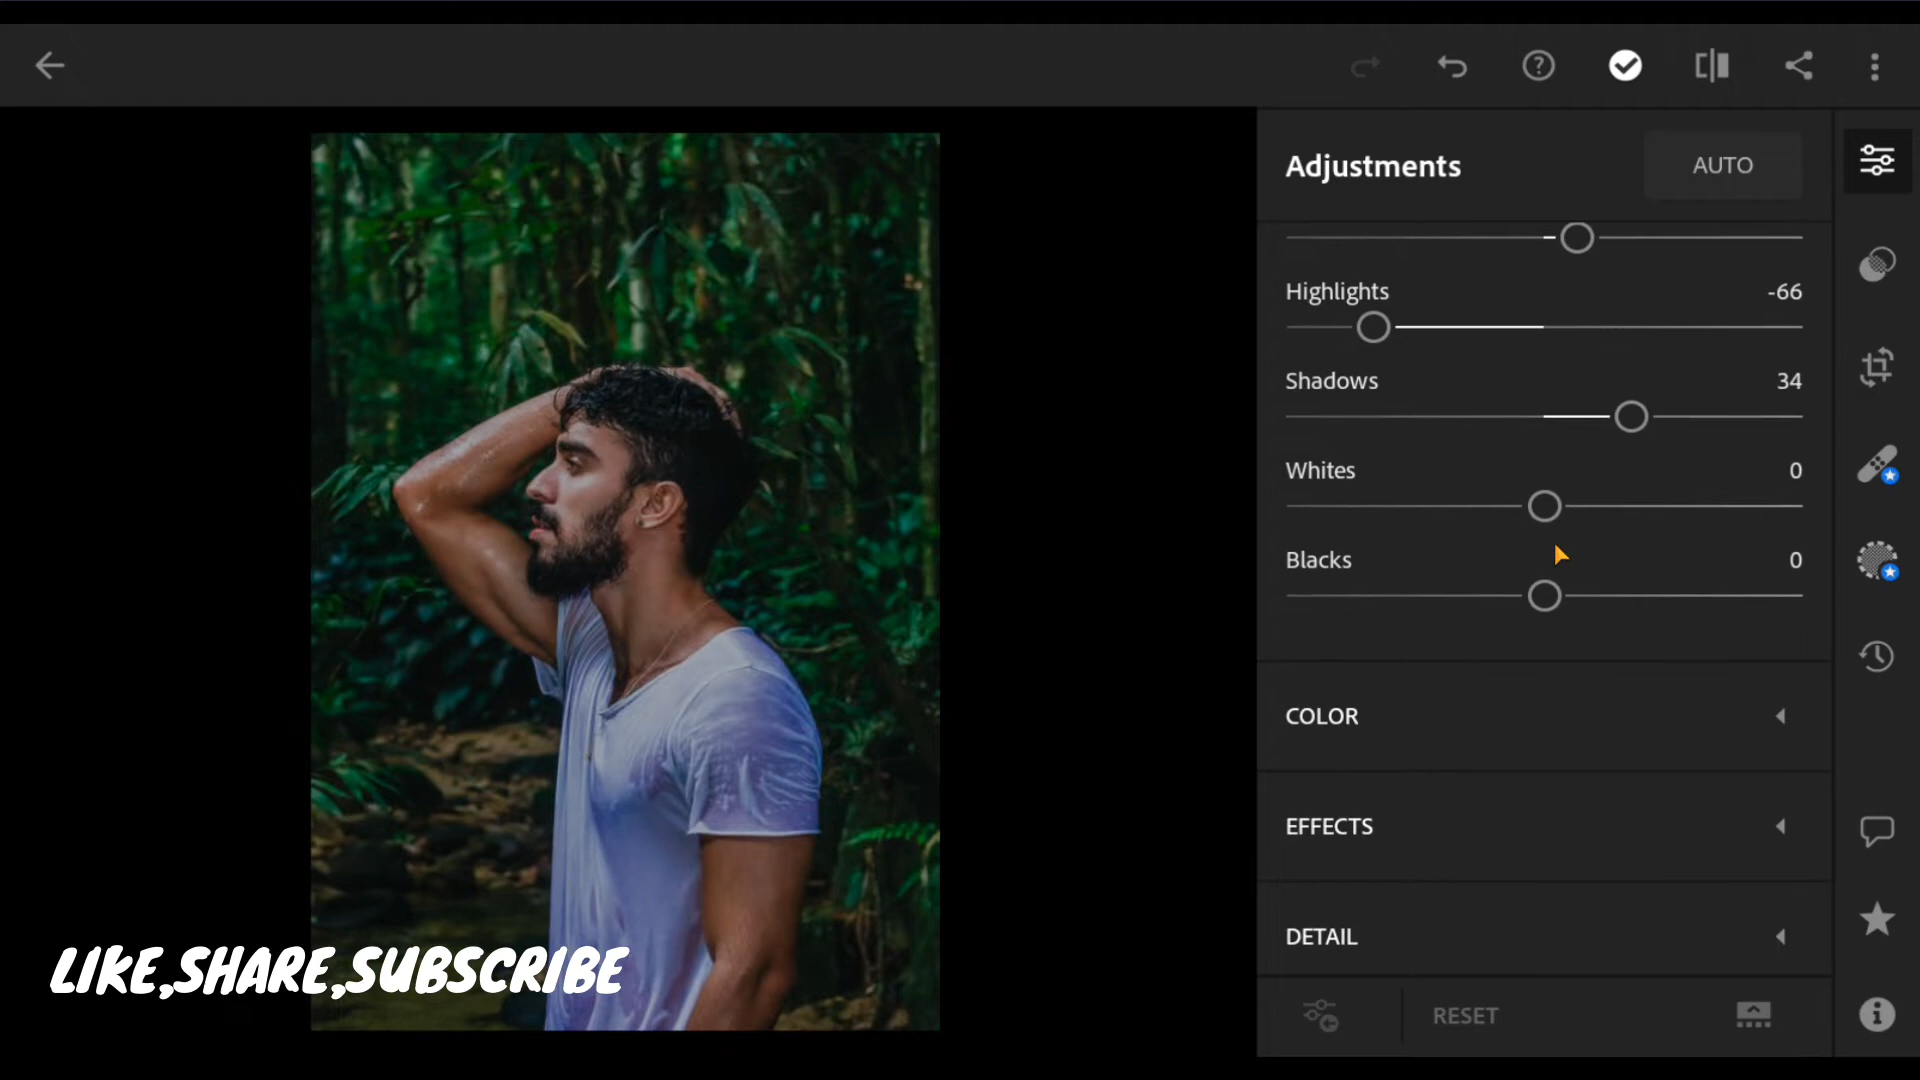 Adjustments
AUTO
Highlights
-66
Shadows
34
Whites
0
Blacks
0
COLOR
EFFECTS
DETAIL
LIKE,SHARE,SUBSCRIBE
RESET